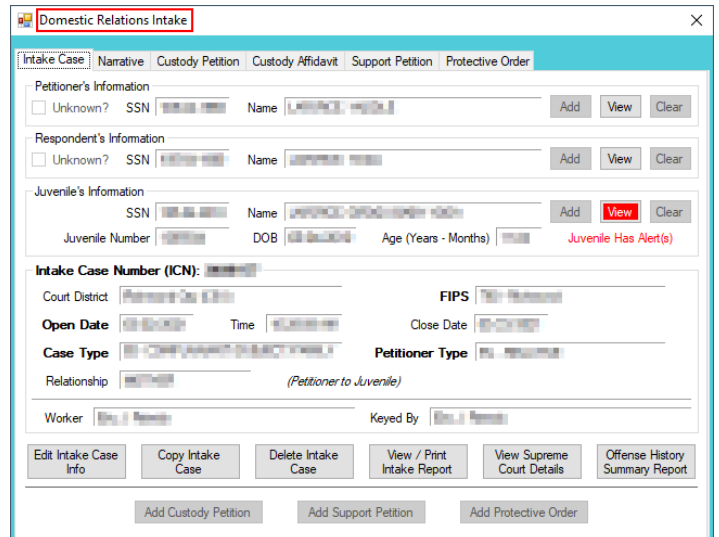 Domestic Relations Intake
Intake Case Narrative Custody Petition Custody Affidavit Support Petition Protective Order
Petitioner's Information
Unknown? SSN Name Add View Clear
Respondent's Information
Unknown? SSN Name Add View Clear
Juvenile's Information
SSN Name Add View Clear
Juvenile Number DOB Age (Years - Months) Juvenile Has Alert(s)
Intake Case Number (ICN):
Court District FIPS
Open Date Time Close Date
Case Type Petitioner Type
Relationship (Petitioner to Juvenile)
Worker Keyed By
Edit Intake Case Info Copy Intake Case Delete Intake Case View / Print Intake Report View Supreme Court Details Offense History Summary Report
Add Custody Petition Add Support Petition Add Protective Order